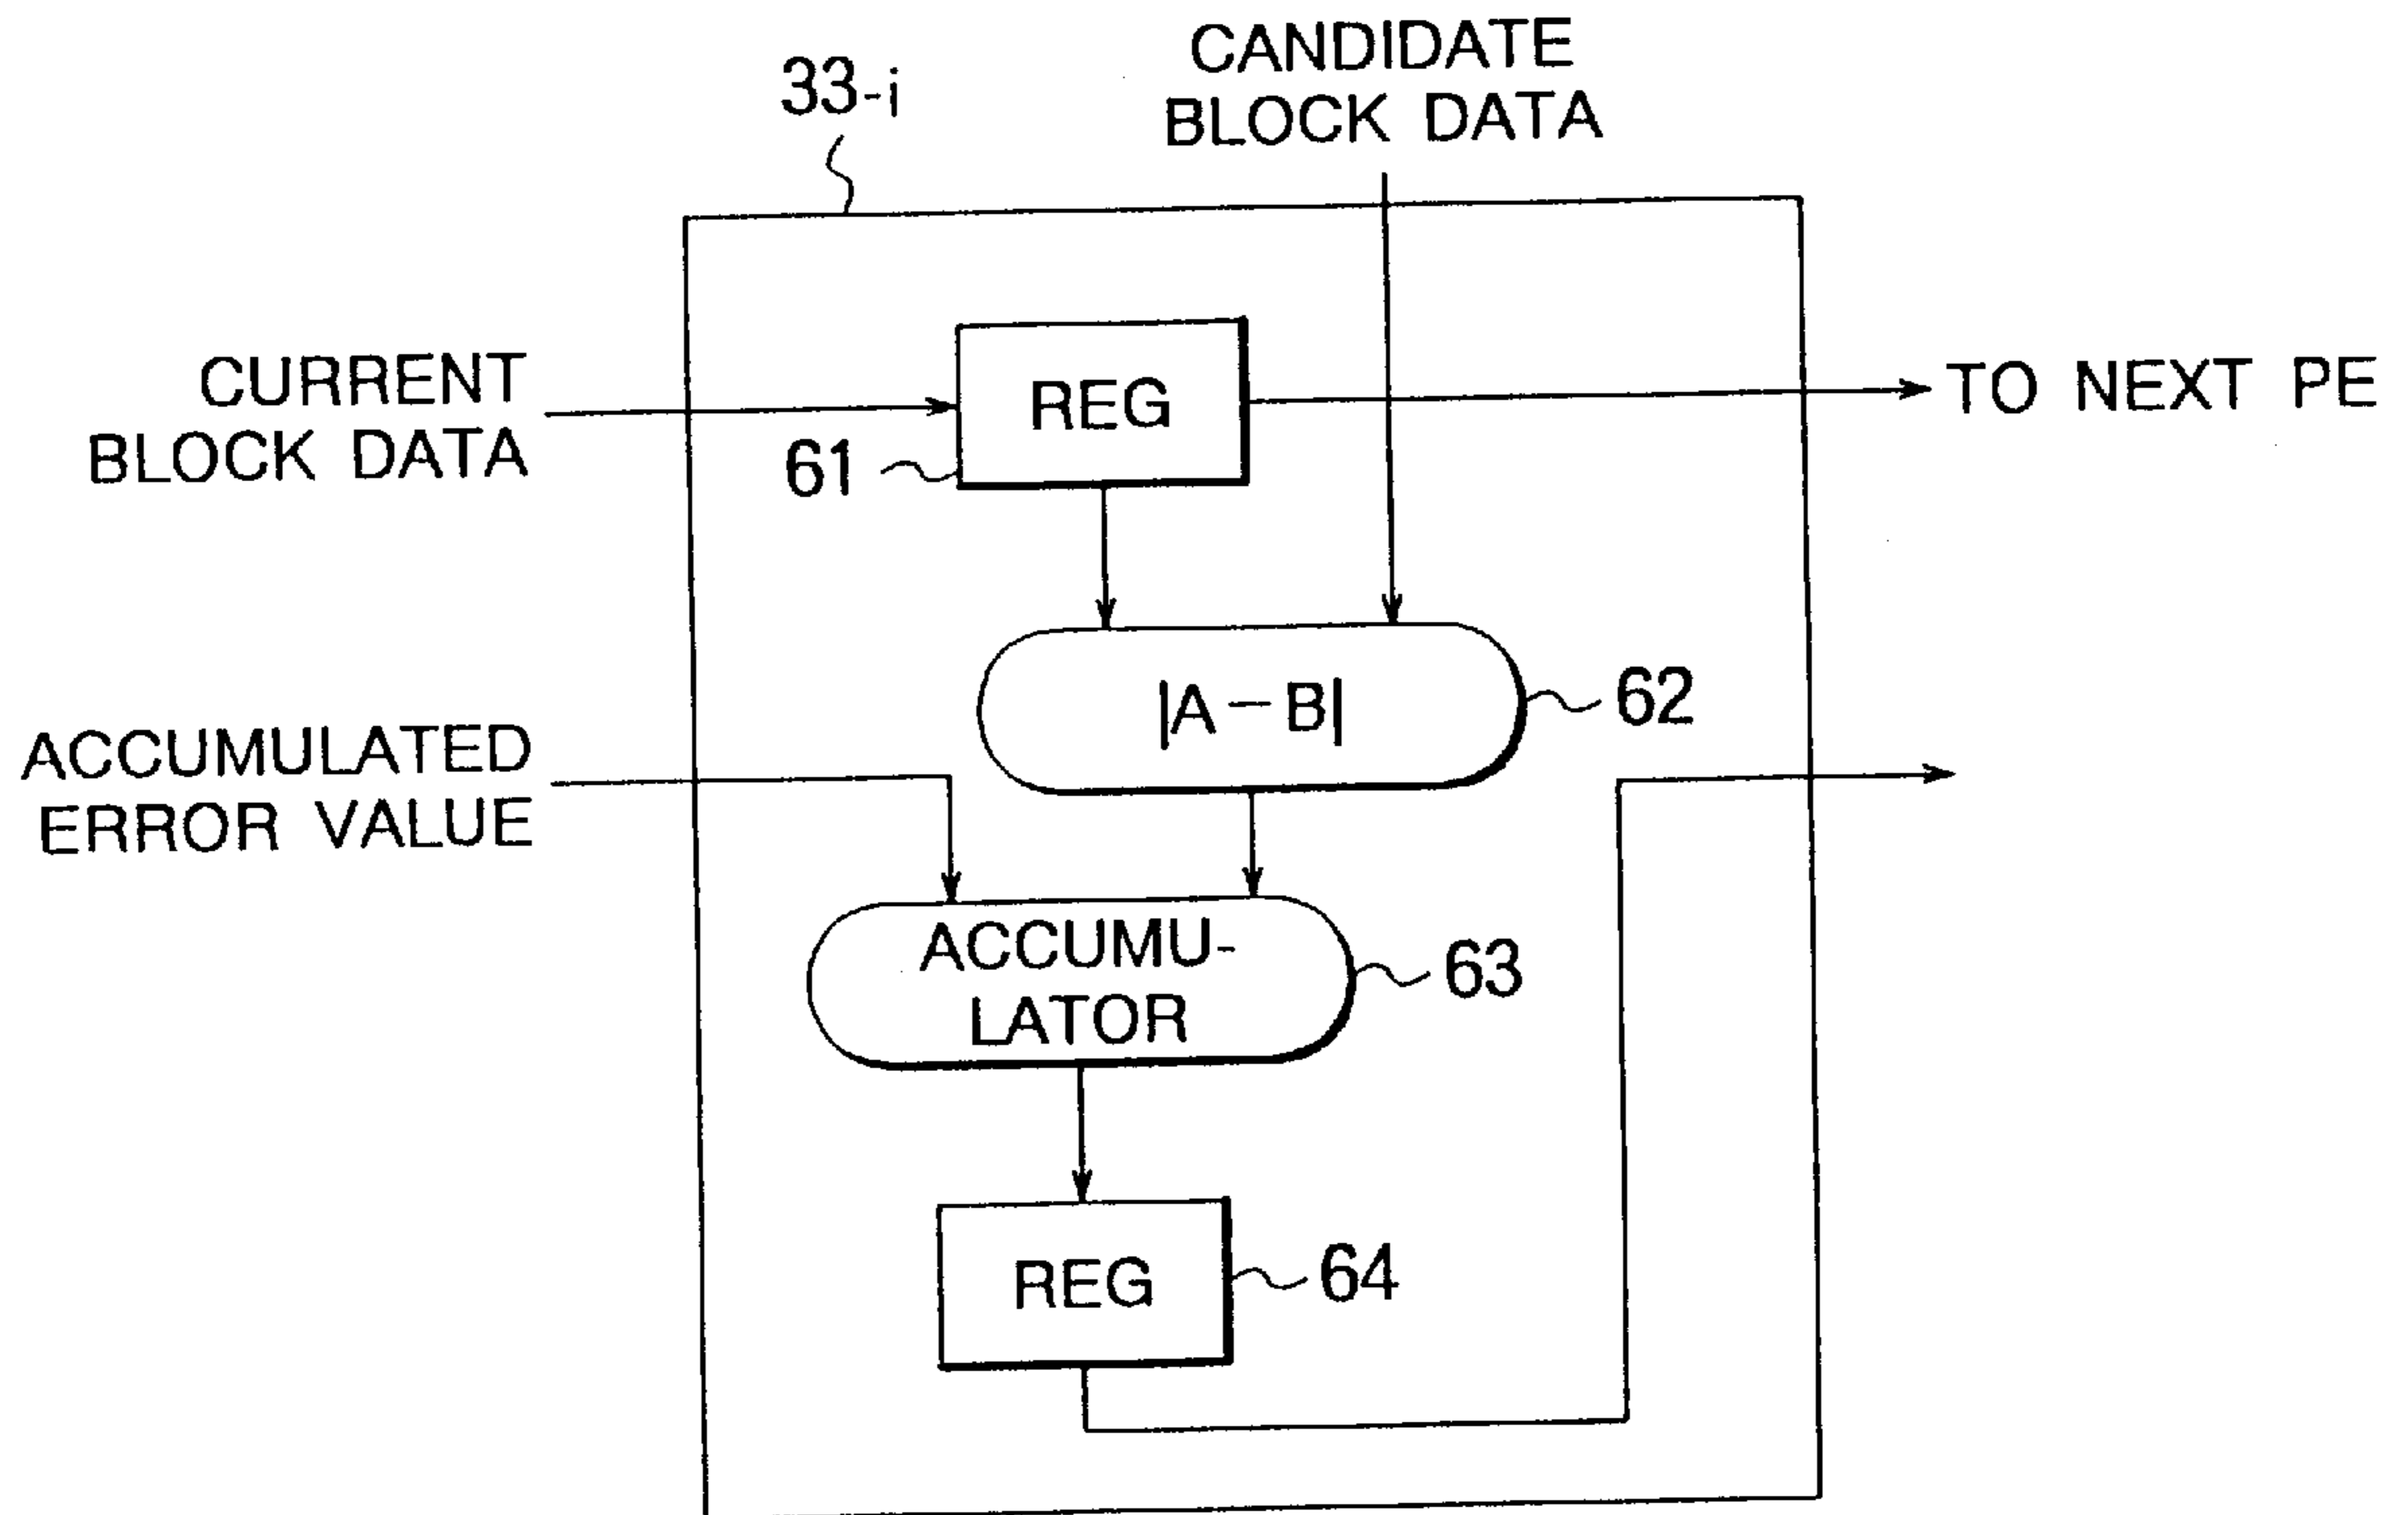 CANDIDATE
BLOCK DATA
33-i
CURRENT
BLOCK DATA
REG
TO NEXT PE
61
|A-B|
62
ACCUMULATED
ERROR VALUE
ACCUMU-
LATOR
63
REG
64